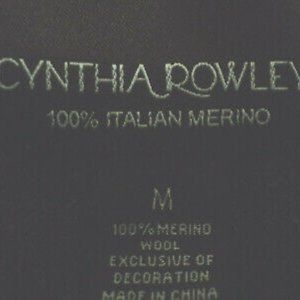 CYNTHIA ROWLEY
100% ITALIAN MERINO
M
100% MERINO
WOOL
EXCLUSIVE OF
DECORATION
MADE IN CHINA